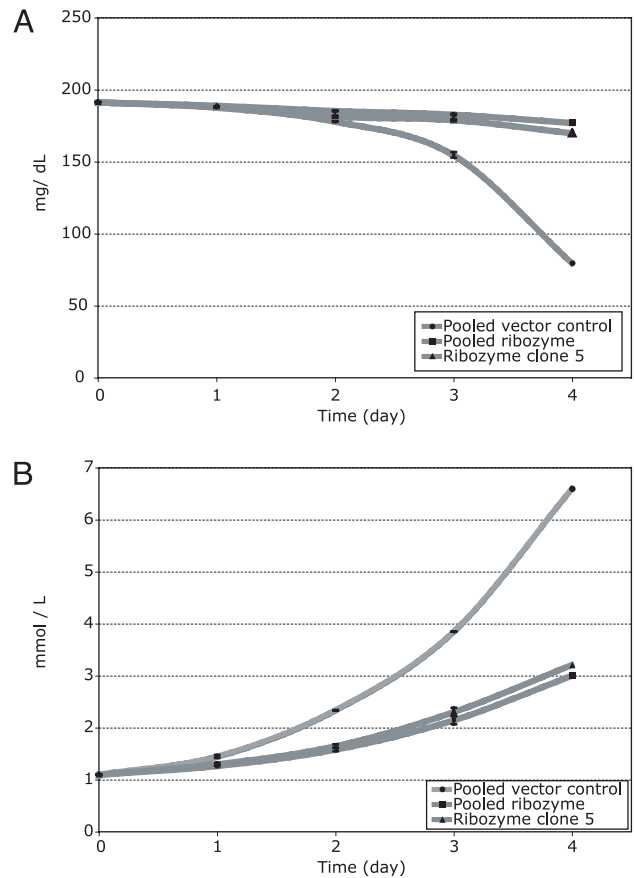 A
250
200
150
100
50
0
mg/ dL
Pooled vector control
Pooled ribozyme
Ribozyme clone 5
0 1 2 3 4
Time (day)
B
7
6
5
4
3
2
1
0
mmol / L
Pooled vector control
Pooled ribozyme
Ribozyme clone 5
0 1 2 3 4
Time (day)